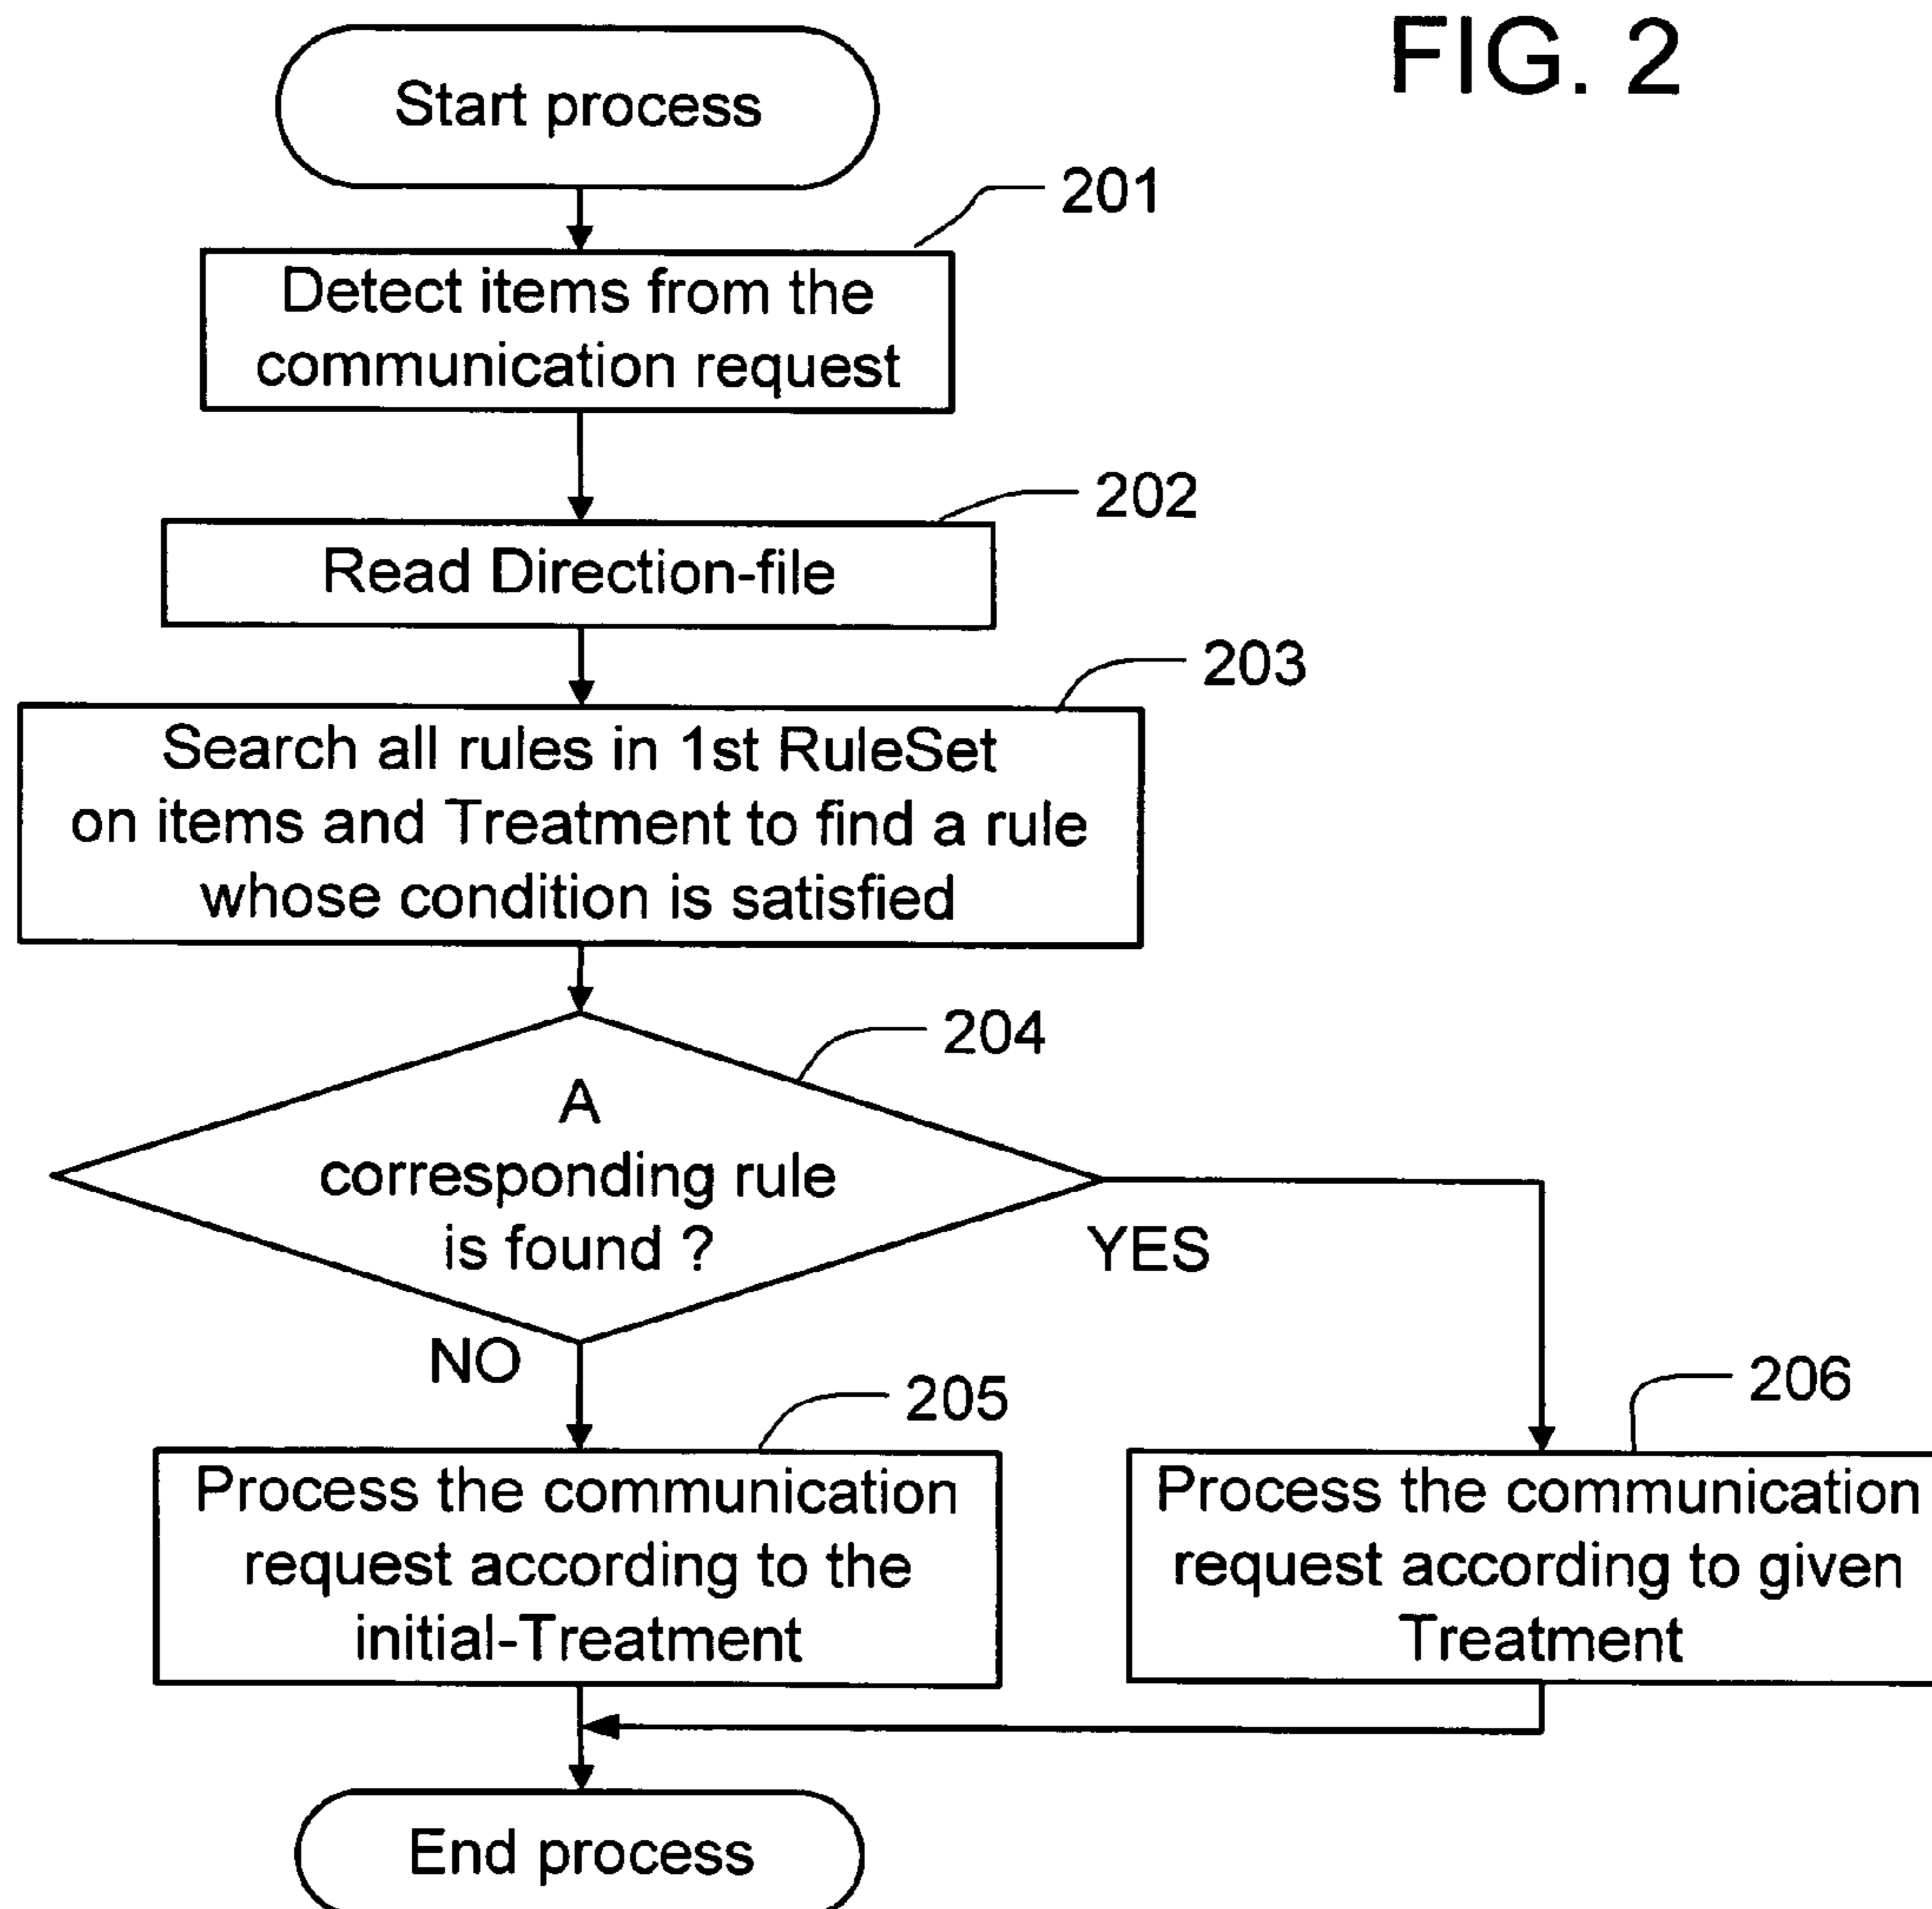 FIG. 2
Start process
201
Detect items from the
communication request
202
Read Direction-file
203
Search all rules in 1st RuleSet
on items and Treatment to find a rule
whose condition is satisfied
204
A
corresponding rule
is found ?
YES
NO
205
Process the communication
request according to the
initial-Treatment
206
Process the communication
request according to given
Treatment
End process